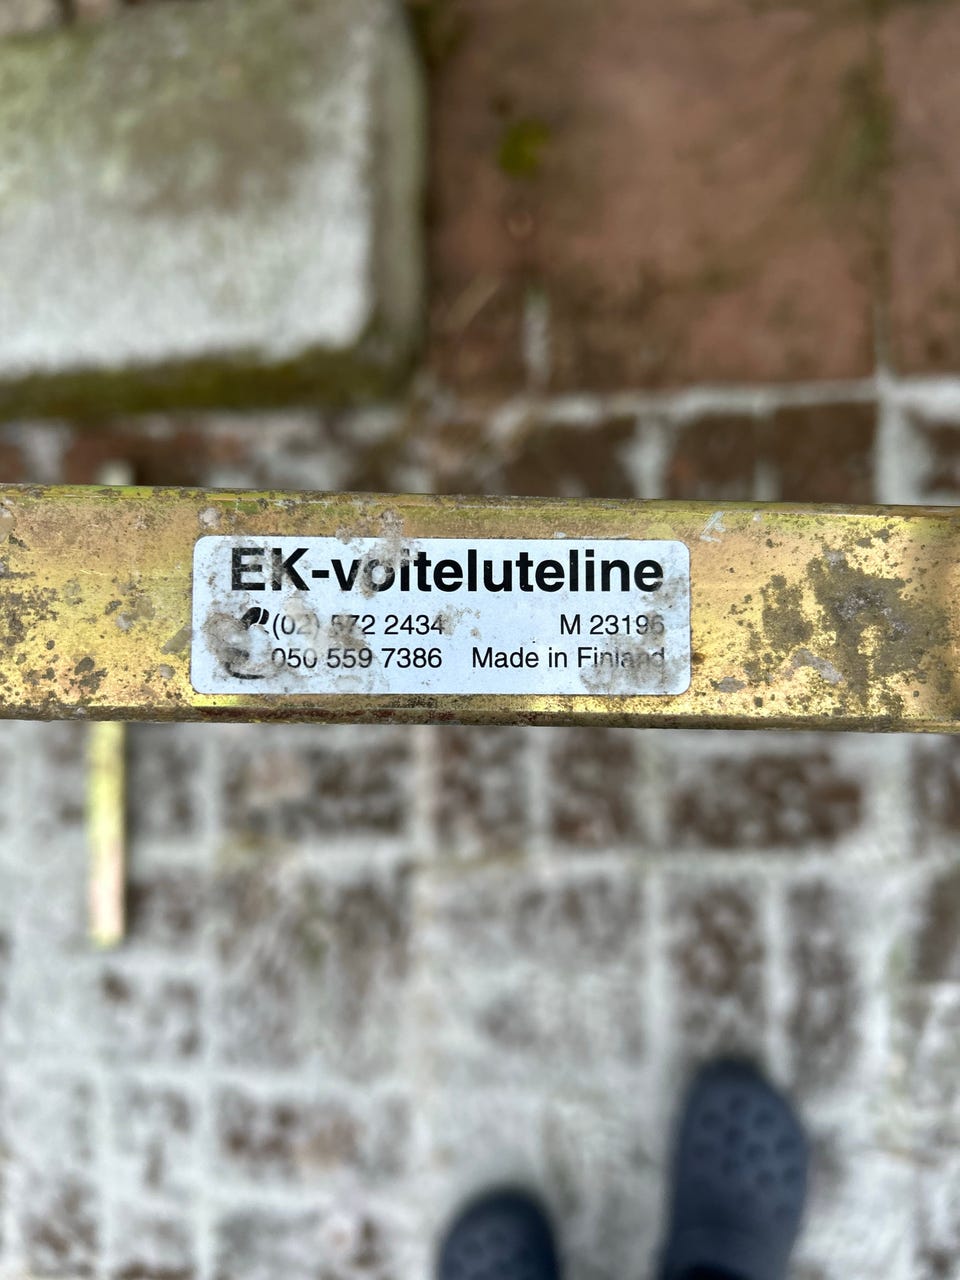 EK-voiteluteline
(02) 572 2434 M 23196
050 559 7386 Made in Finland